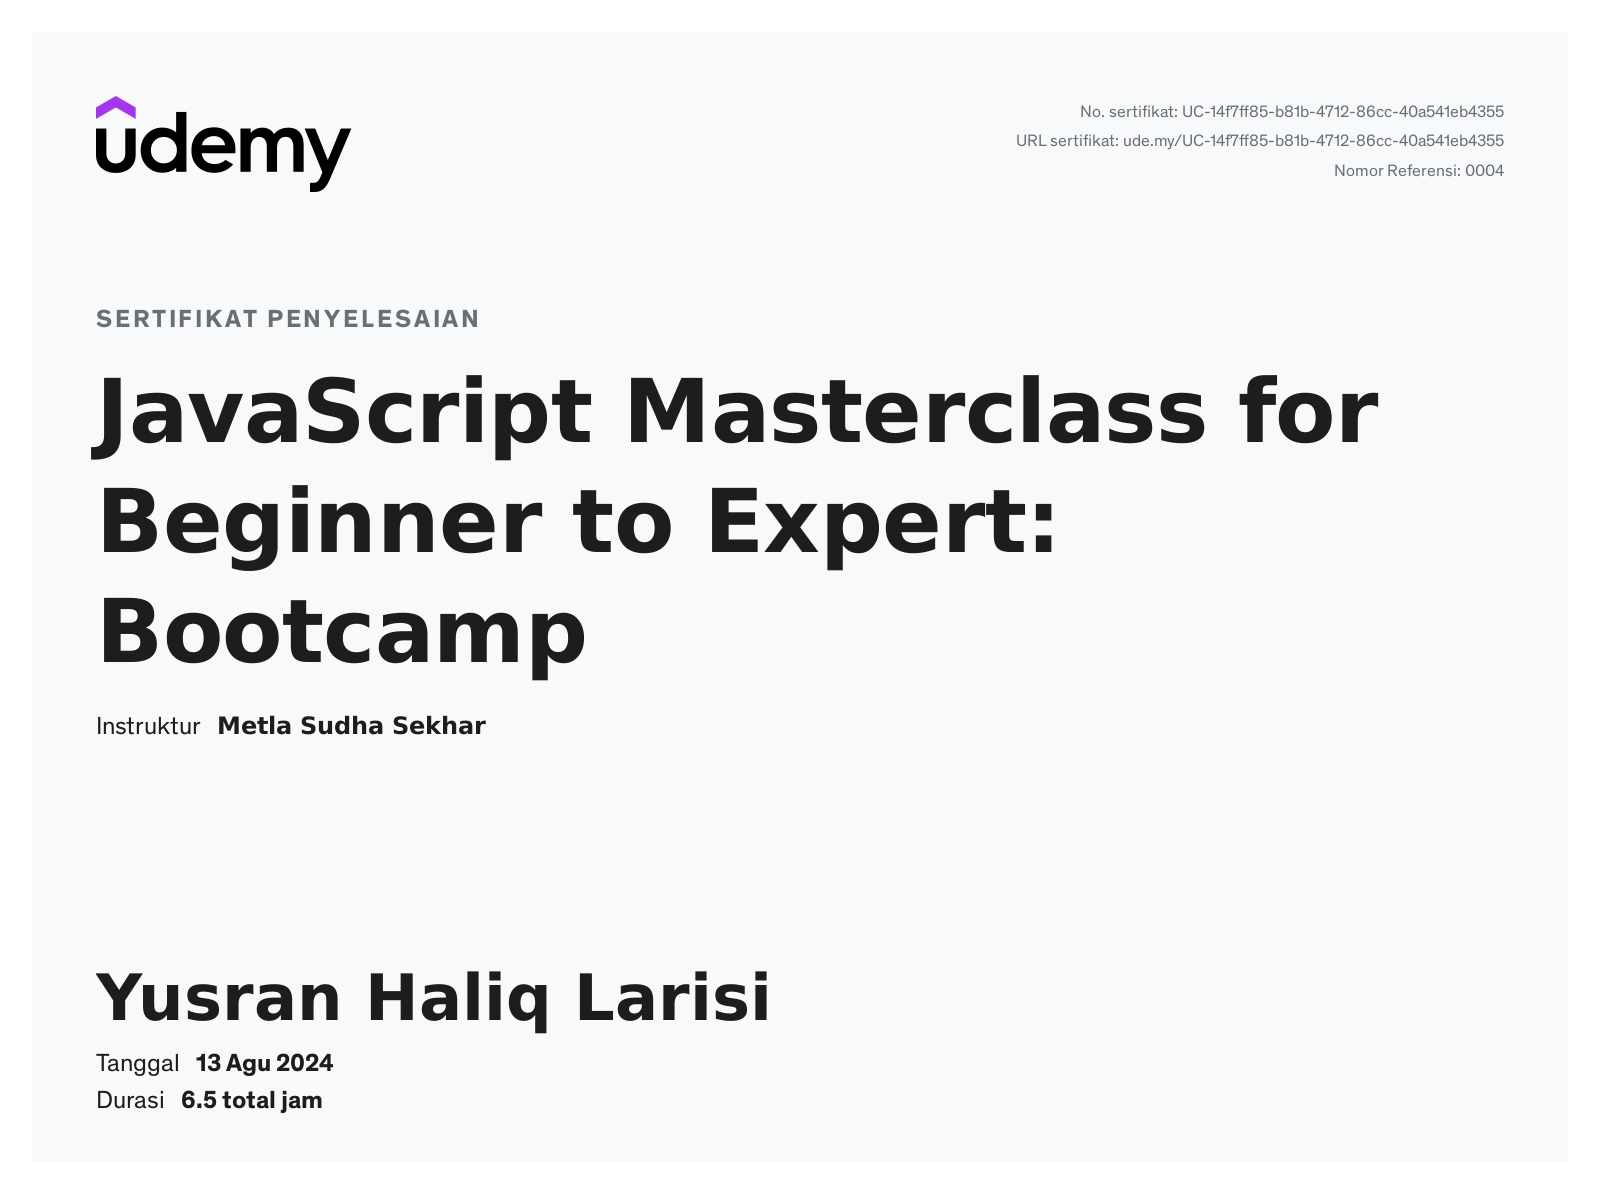 udemy
No. sertifikat: UC-14f7ff85-b81b-4712-86cc-40a541eb4355
URL sertifikat: ude.my/UC-14f7ff85-b81b-4712-86cc-40a541eb4355
Nomor Referensi: 0004
SERTIFIKAT PENYELESAIAN
JavaScript Masterclass for
Beginner to Expert:
Bootcamp
Instruktur Metla Sudha Sekhar
Yusran Haliq Larisi
Tanggal 13 Agu 2024
Durasi 6.5 total jam